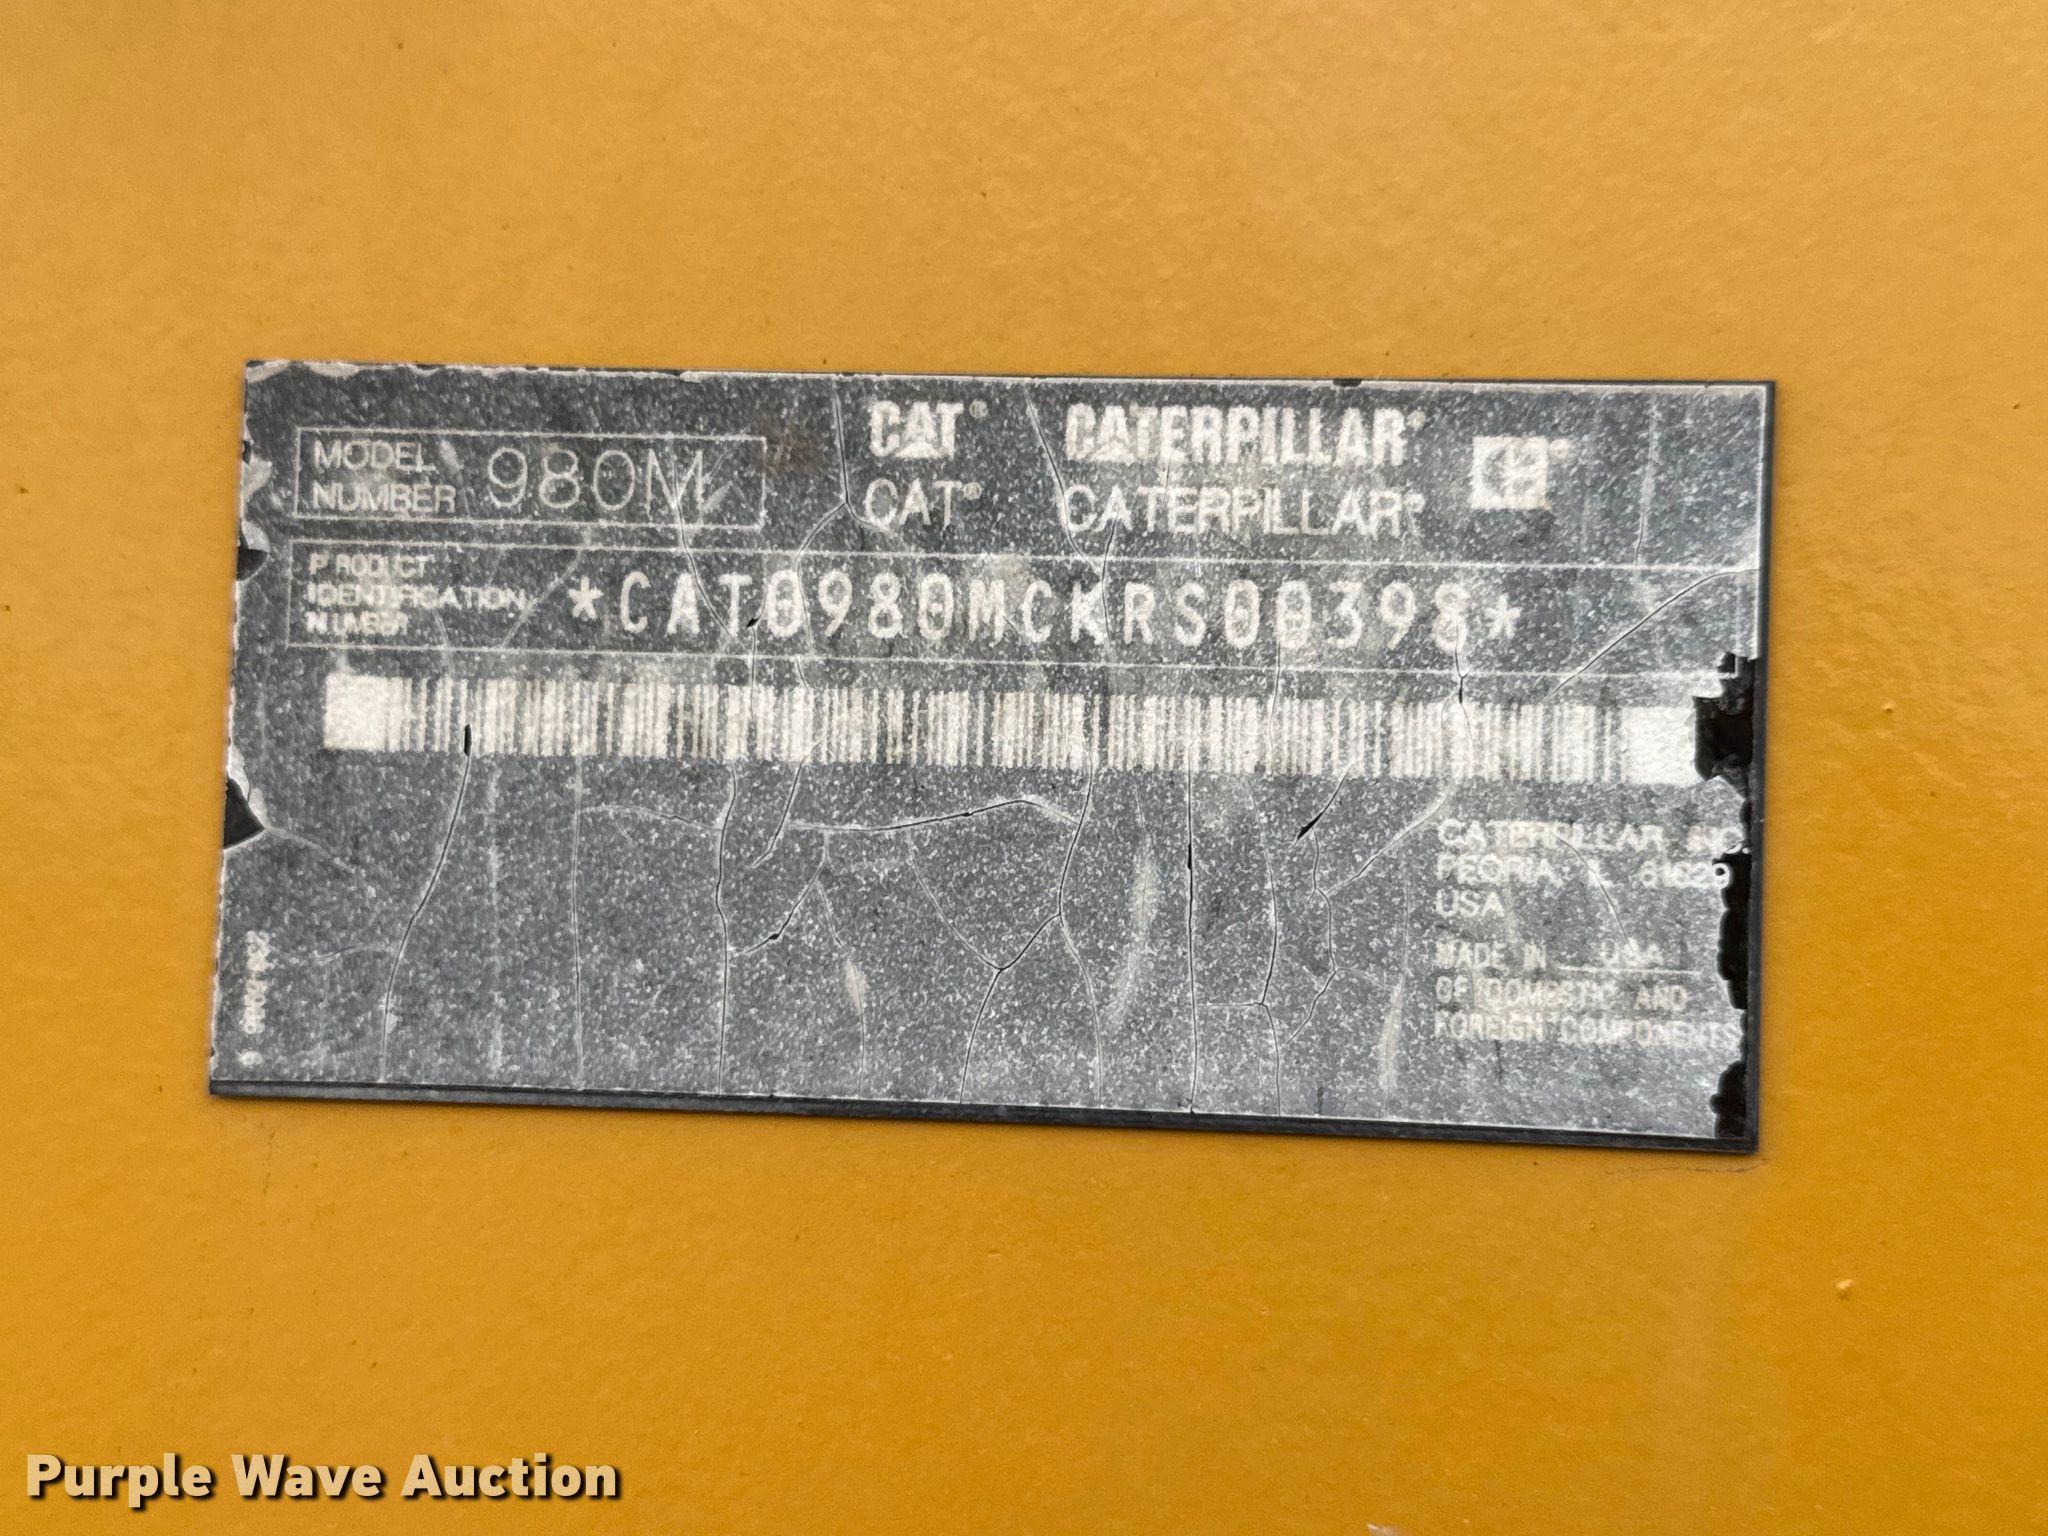 MODEL NUMBER 980M
CAT® CATERPILLAR®
CAT® CATERPILLAR®
PRODUCT IDENTIFICATION NUMBER *CAT0980MCKRS00398*
CATERPILLAR INC.
PEORIA, IL 61629
USA
MADE IN USA
OF DOMESTIC AND
FOREIGN COMPONENTS
Purple Wave Auction